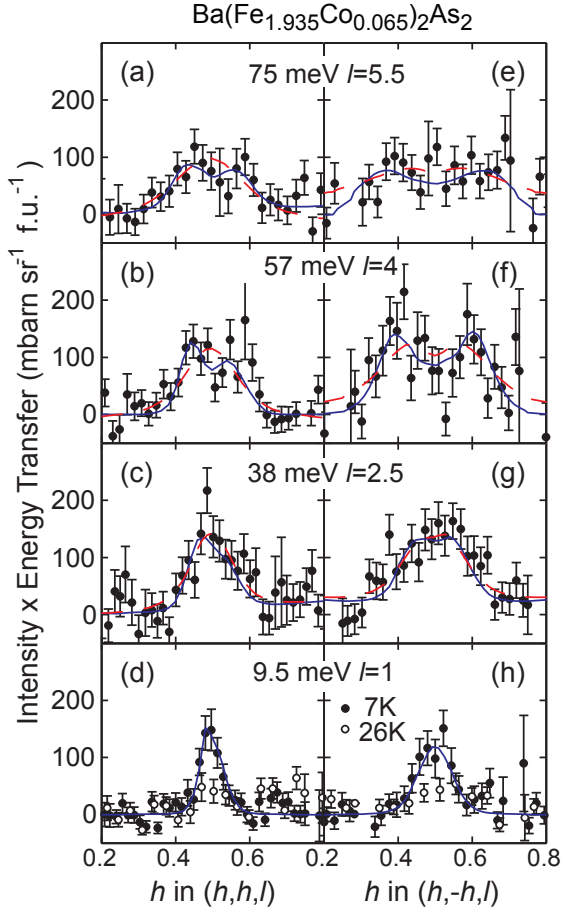 Ba(Fe1.935Co0.065)2As2
(a) 75 meV l=5.5 (e)
200
100
0
(b) 57 meV l=4 (f)
200
100
0
(c) 38 meV l=2.5 (g)
200
100
0
(d) 9.5 meV l=1 (h)
7K
26K
200
100
0
Intensity x Energy Transfer (mbarn sr-1 f.u.-1 )
0.2 0.4 0.6 0.2 0.4 0.6 0.8
h in (h,h,l) h in (h,-h,l)